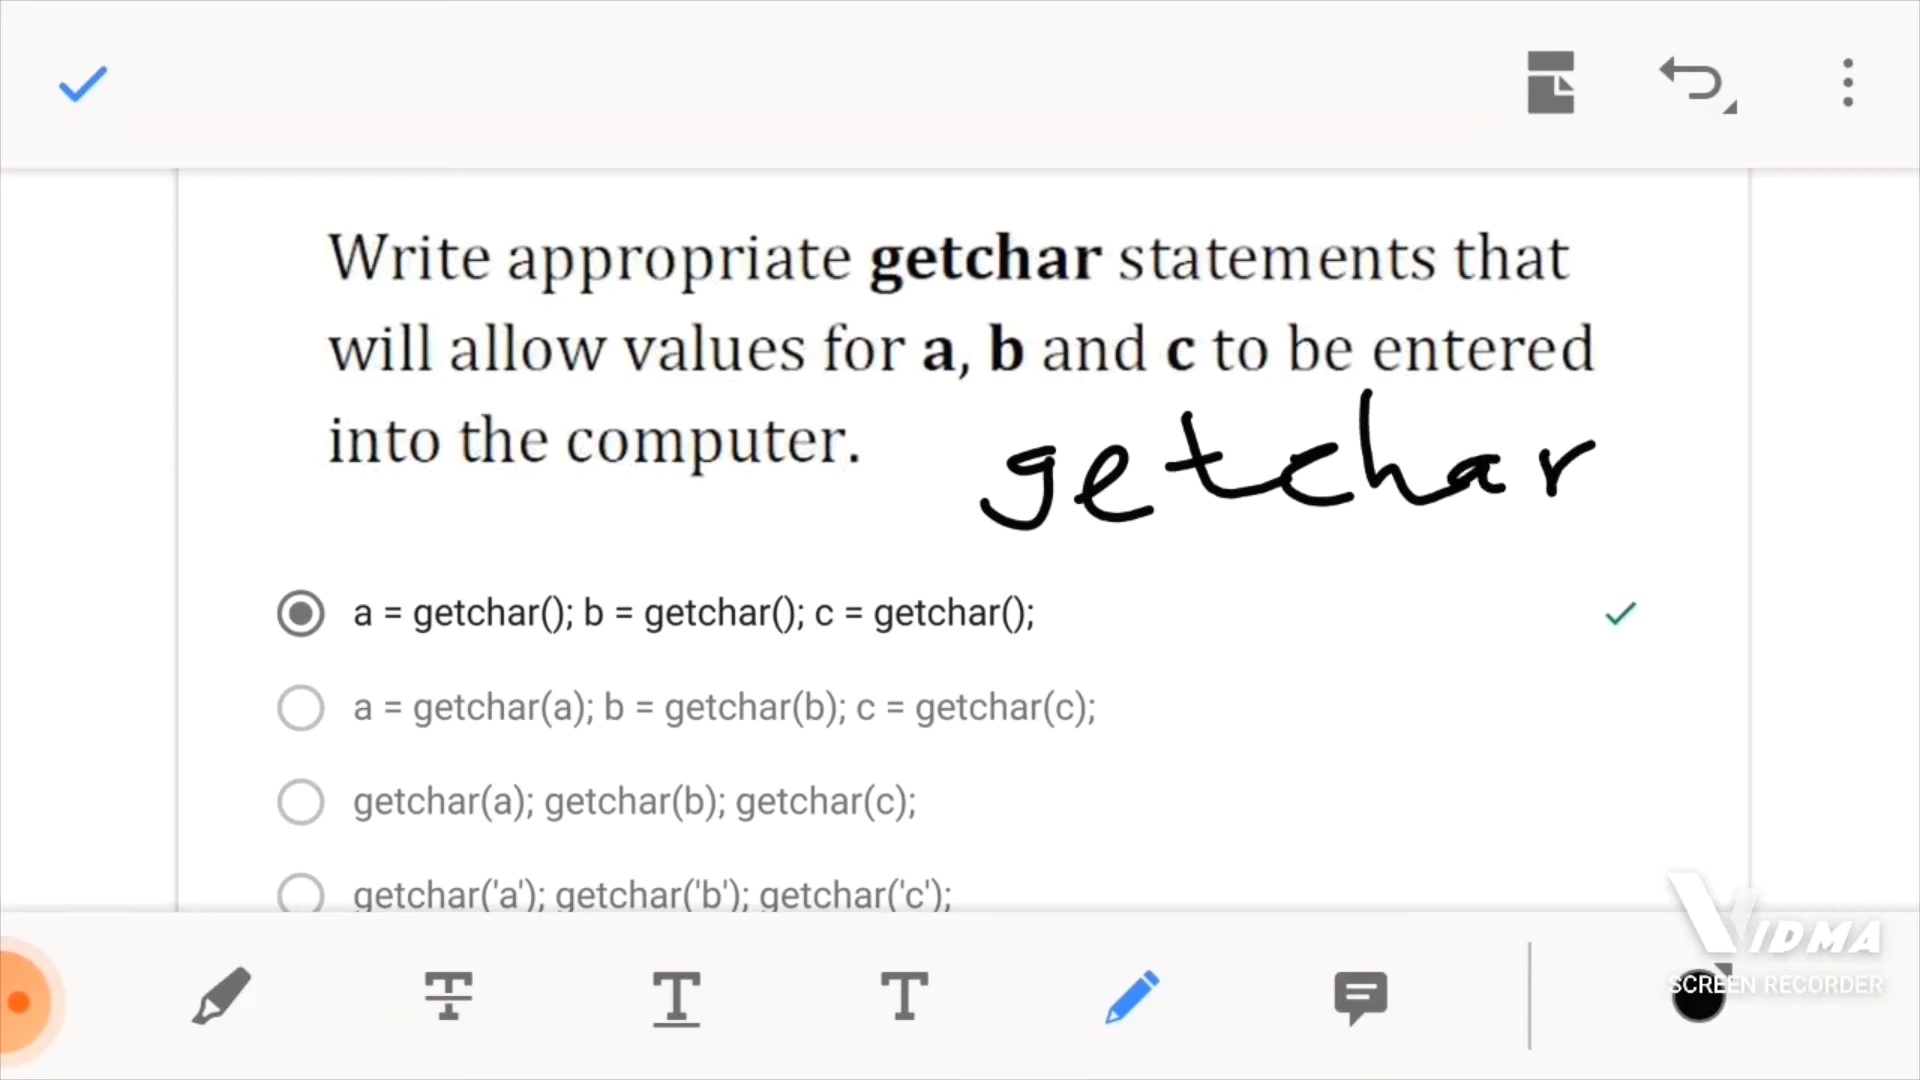 Write appropriate getchar statements that
will allow values for a, b and c to be entered
into the computer.
getchar
a = getchar(); b = getchar(); c = getchar();
a = getchar(a); b = getchar(b); c = getchar(c);
getchar(a); getchar(b); getchar(c);
getchar('a'); getchar('b'); getchar('c');
VIDMA
SCREEN RECORDER
T
T
T